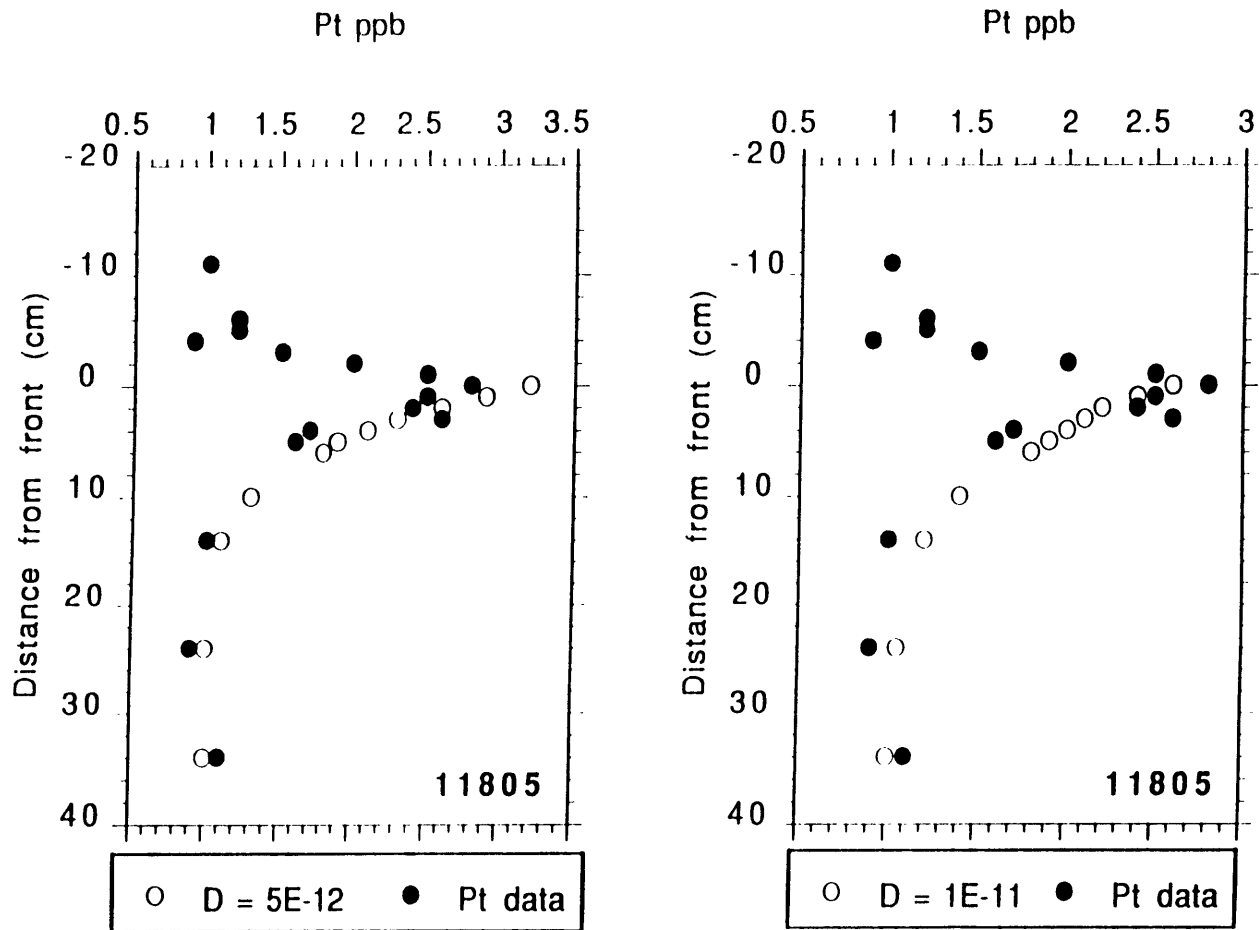 Pt ppb
0.5 1 1.5 2 2.5 3 3.5
-20
-10
0
10
20
30
40
Distance from front (cm)
11805
D = 5E-12 Pt data
Pt ppb
0.5 1 1.5 2 2.5 3
-20
-10
0
10
20
30
40
Distance from front (cm)
11805
D = 1E-11 Pt data